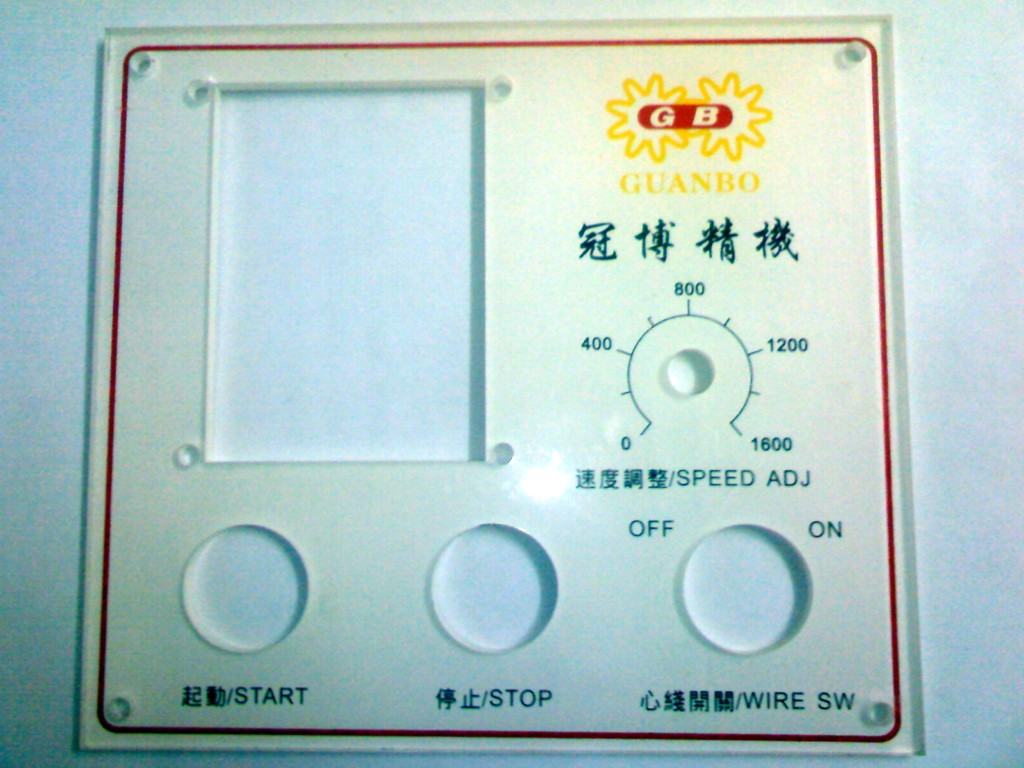 GB
GUANBO
冠博精機
800
400
1200
0
1600
速度調整/SPEED ADJ
OFF
ON
起動/START
停止/STOP
心綫開關/WIRE SW